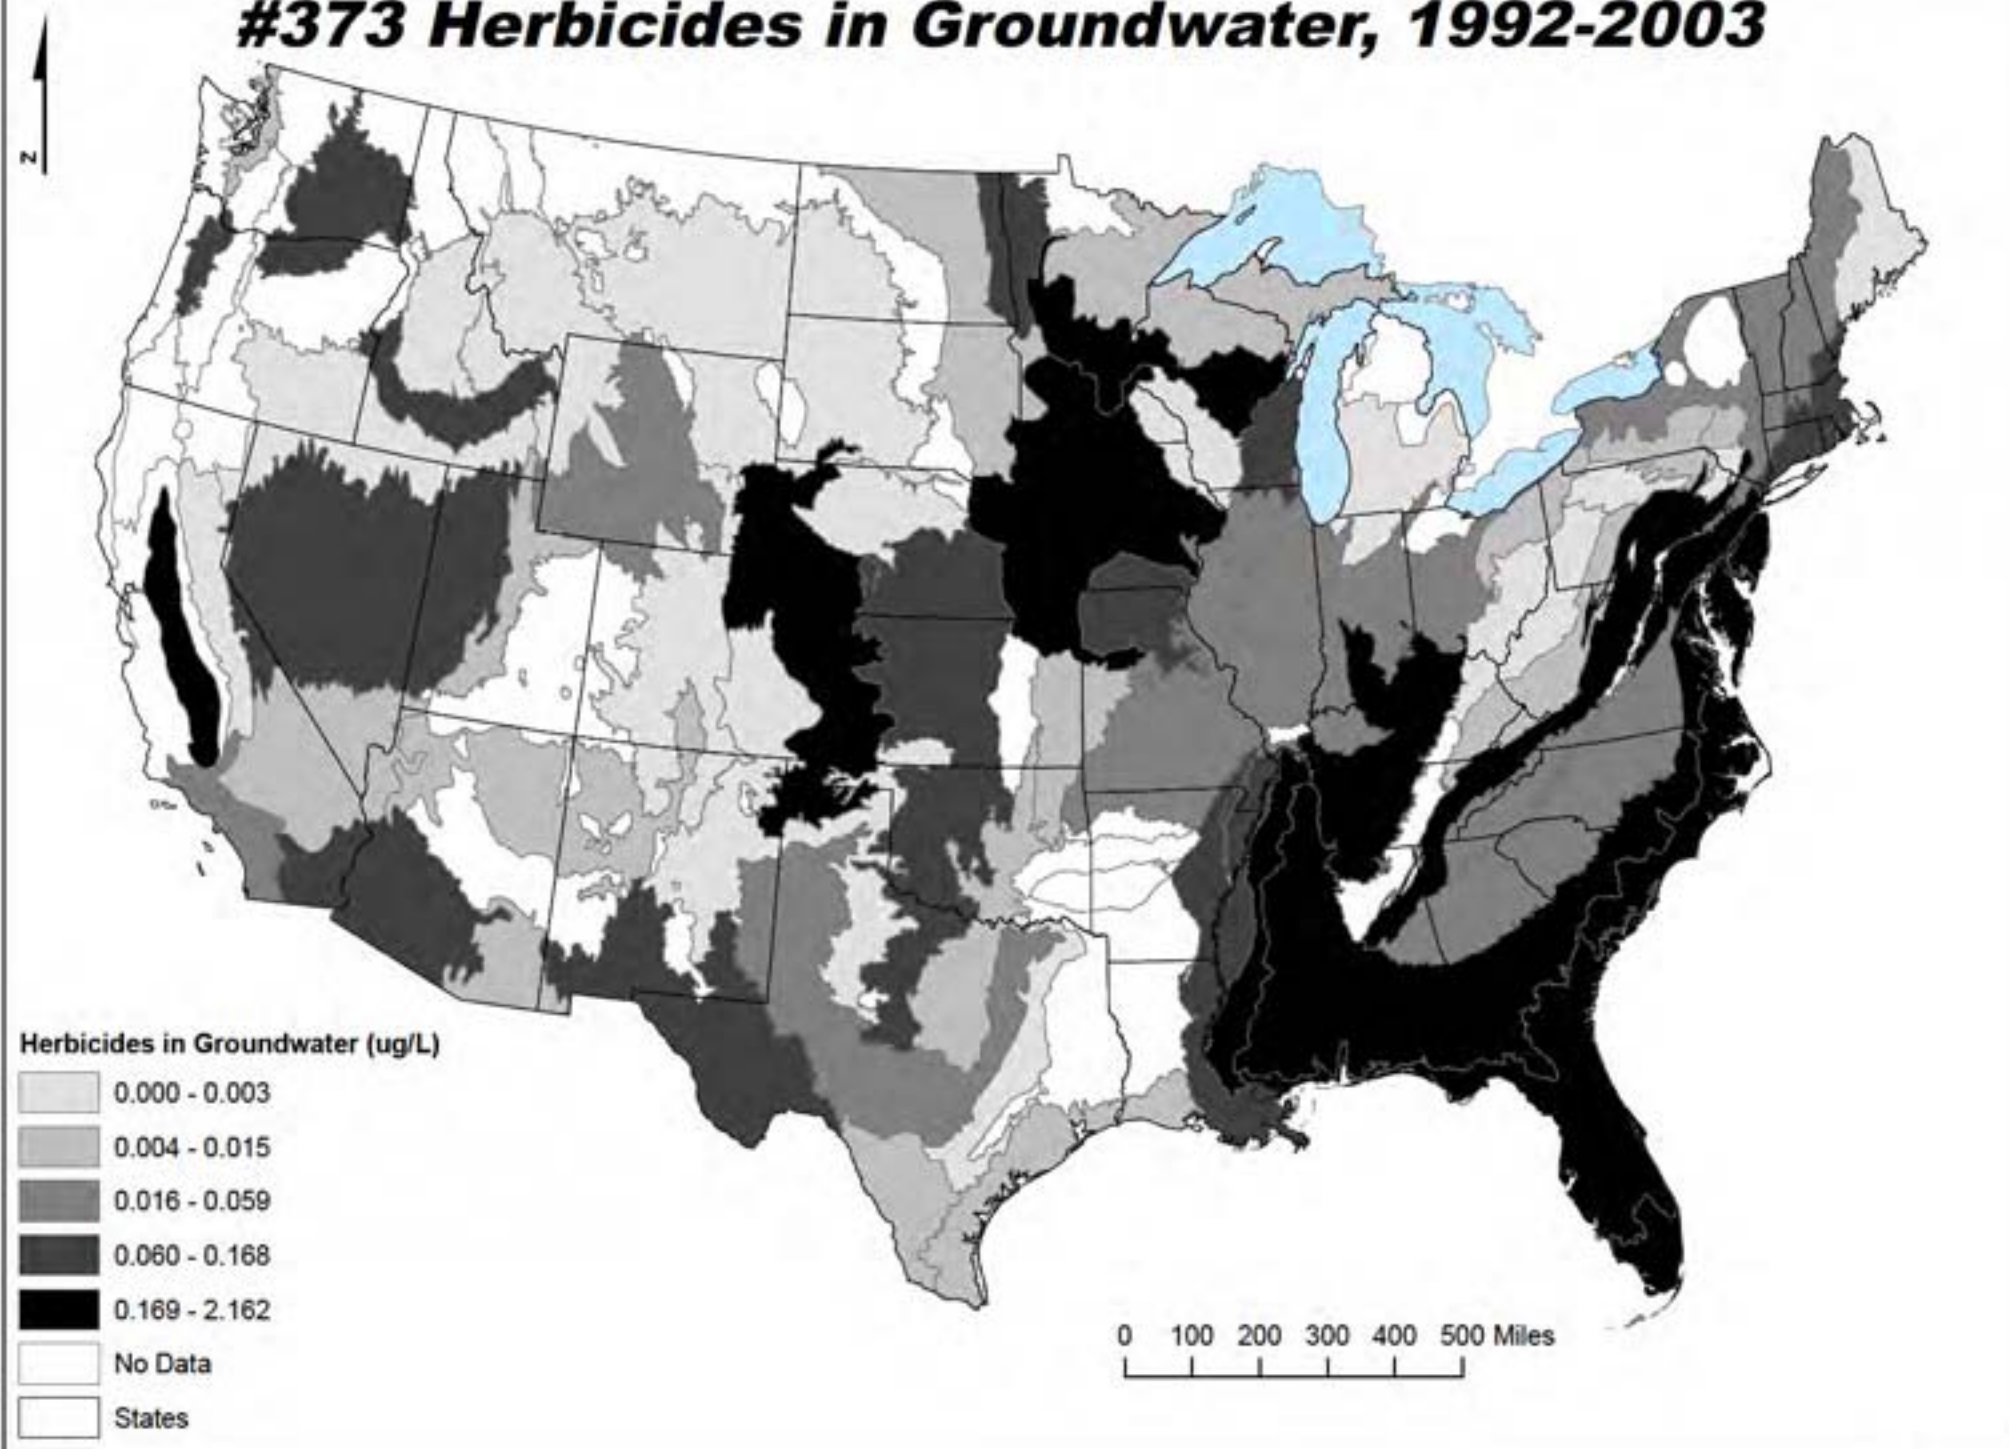 #373 Herbicides in Groundwater, 1992-2003
N
Herbicides in Groundwater (ug/L)
0.000 - 0.003
0.004 - 0.015
0.016 - 0.059
0.060 - 0.168
0.169 - 2.162
No Data
States
0 100 200 300 400 500 Miles